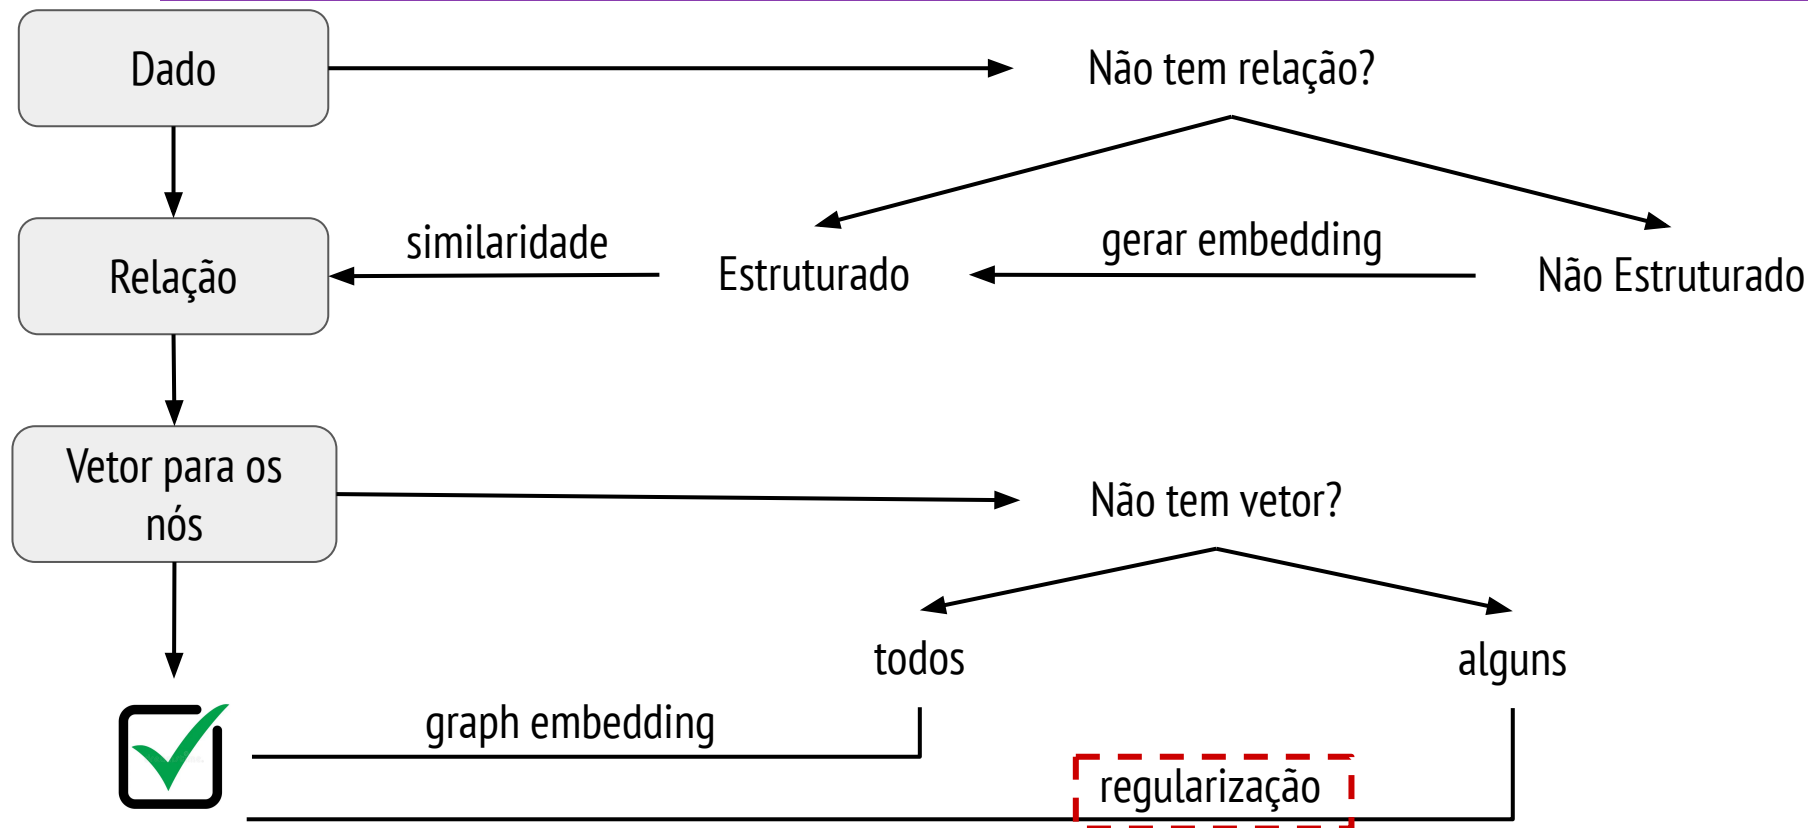 Dado
Não tem relação?
similaridade
gerar embedding
Relação
Estruturado
Não Estruturado
Vetor para os
nós
Não tem vetor?
todos
alguns
graph embedding
regularização